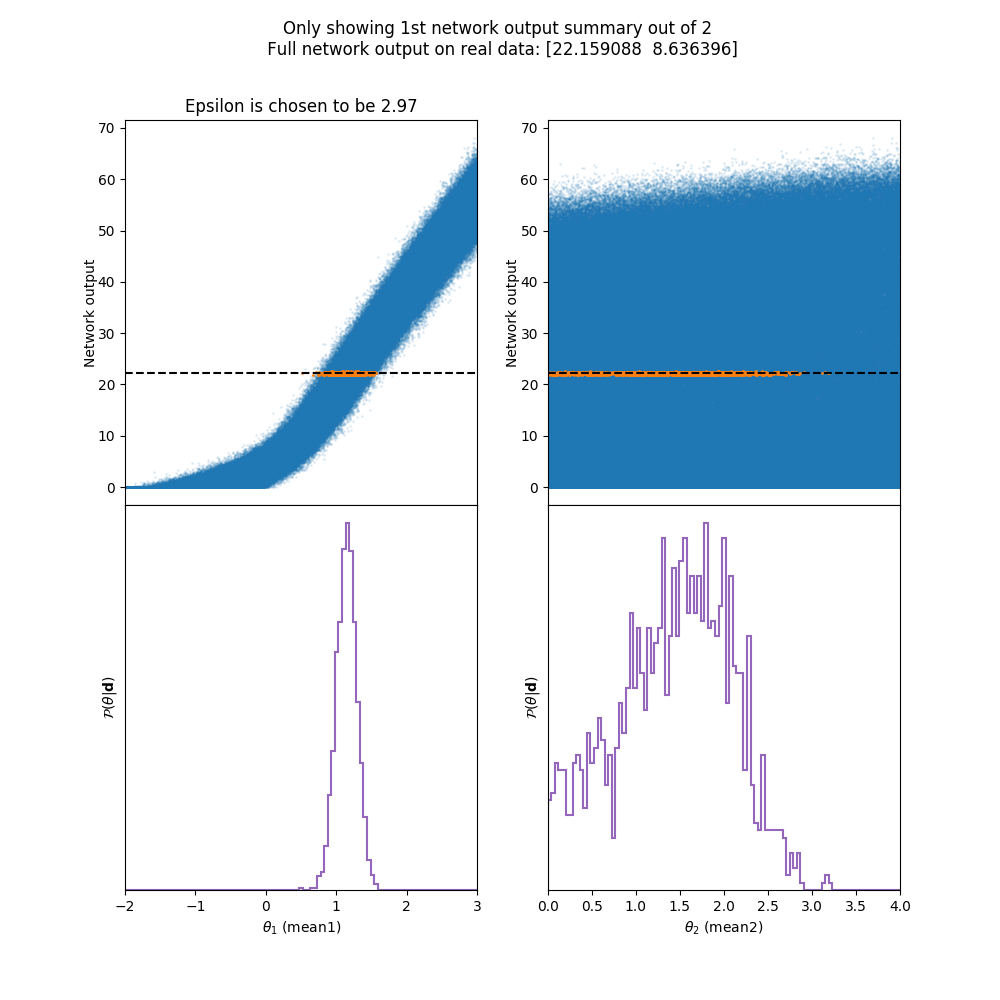 Only showing 1st network output summary out of 2
Full network output on real data: [22.159088  8.636396]
Epsilon is chosen to be 2.97
70
60
50
40
30
20
10
0
Network output
70
60
50
40
30
20
10
0
Network output
𝒫(θ|𝐝)
−2 −1 0 1 2 3
θ₁ (mean1)
𝒫(θ|𝐝)
0.0 0.5 1.0 1.5 2.0 2.5 3.0 3.5 4.0
θ₂ (mean2)